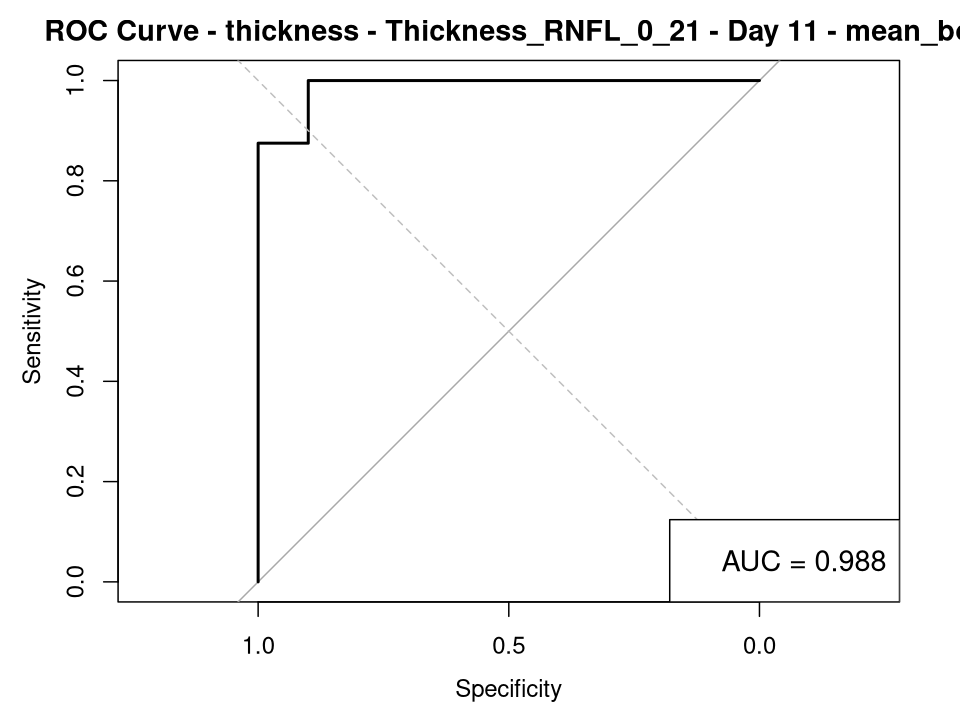 ROC Curve - thickness - Thickness_RNFL_0_21 - Day 11 - mean_b
Sensitivity
1.0
0.8
0.6
0.4
0.2
0.0
AUC = 0.988
1.0 0.5 0.0
Specificity